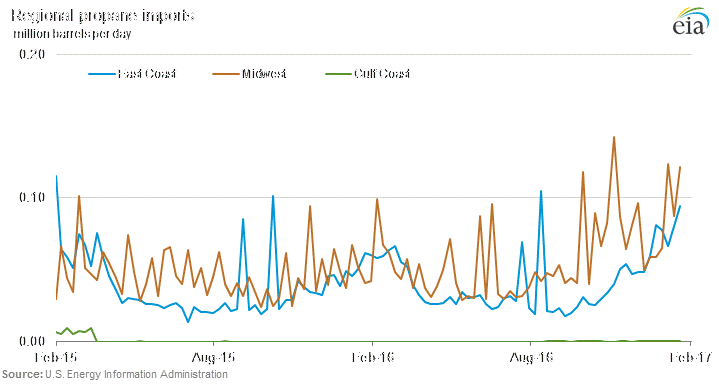 Regional propane imports
million barrels per day
eia
0.20
East Coast
Midwest
Gulf Coast
0.10
0.00
Feb-15
Aug-15
Feb-16
Aug-16
Feb-17
Source: U.S. Energy Information Administration